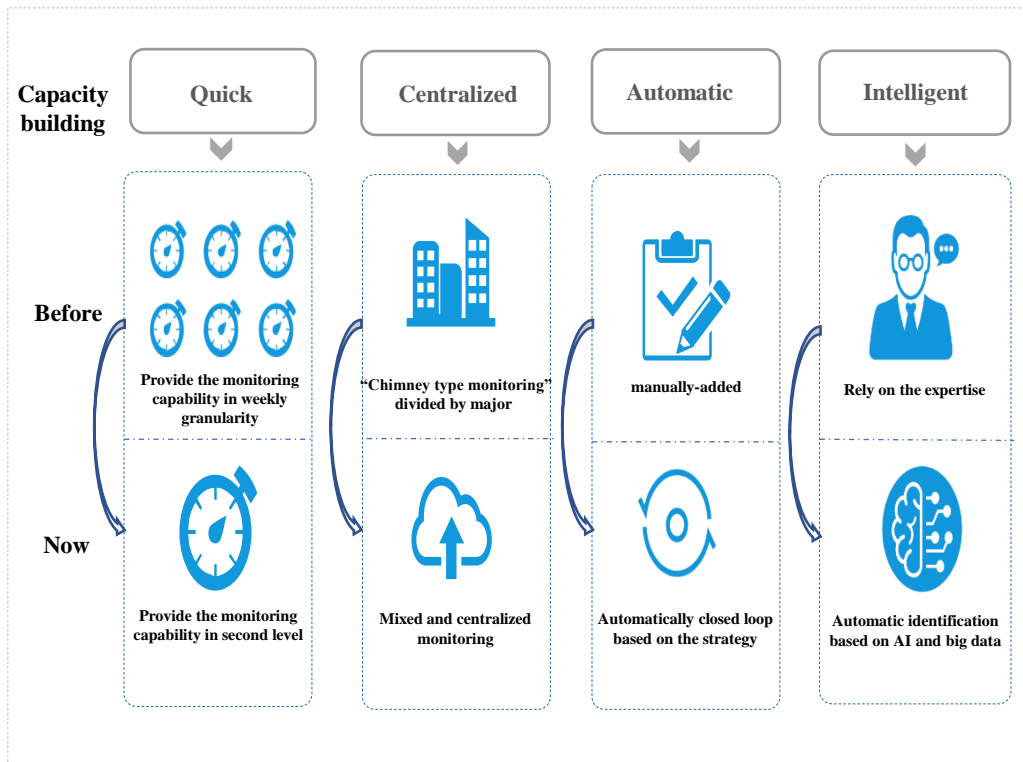 Capacity
building
Quick
Centralized
Automatic
Intelligent
Before
Provide the monitoring
capability in weekly
granularity
“Chimney type monitoring”
divided by major
manually-added
Rely on the expertise
Now
Provide the monitoring
capability in second level
Mixed and centralized
monitoring
Automatically closed loop
based on the strategy
Automatic identification
based on AI and big data